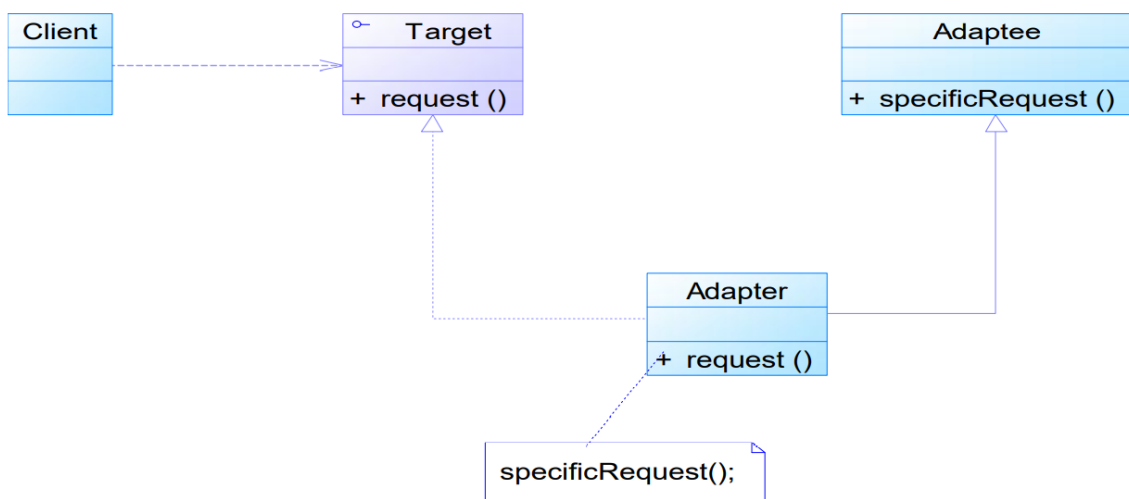 Client
Target
+ request ()
Adaptee
+ specificRequest ()
Adapter
+ request ()
specificRequest();